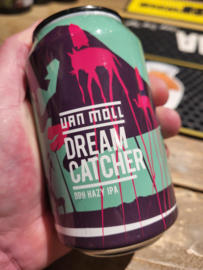 VAN MOLL
DREAM
CATCHER
DDH HAZY IPA